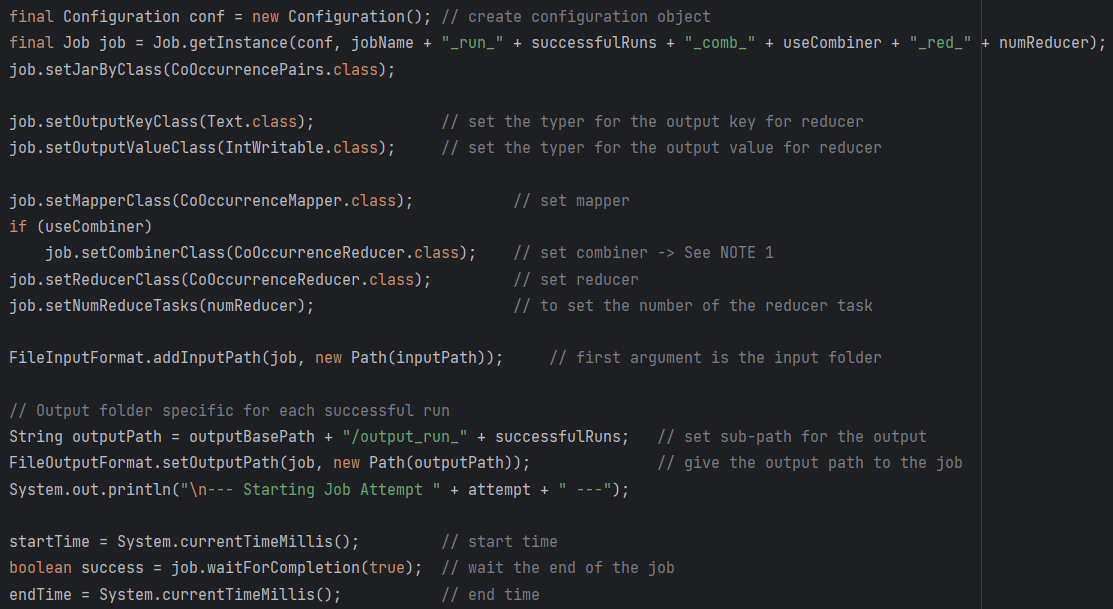 final Configuration conf = new Configuration(); // create configuration object
final Job job = Job.getInstance(conf, jobName + "_run_" + successfulRuns + "_comb_" + useCombiner + "_red_" + numReducer);
job.setJarByClass(CoOccurrencePairs.class);

job.setOutputKeyClass(Text.class);              // set the typer for the output key for reducer
job.setOutputValueClass(IntWritable.class);     // set the typer for the output value for reducer

job.setMapperClass(CoOccurrenceMapper.class);           // set mapper
if (useCombiner)
    job.setCombinerClass(CoOccurrenceReducer.class);    // set combiner -> See NOTE 1
job.setReducerClass(CoOccurrenceReducer.class);         // set reducer
job.setNumReduceTasks(numReducer);                      // to set the number of the reducer task

FileInputFormat.addInputPath(job, new Path(inputPath));     // first argument is the input folder

// Output folder specific for each successful run
String outputPath = outputBasePath + "/output_run_" + successfulRuns;   // set sub-path for the output
FileOutputFormat.setOutputPath(job, new Path(outputPath));              // give the output path to the job
System.out.println("\n--- Starting Job Attempt " + attempt + " ---");

startTime = System.currentTimeMillis();         // start time
boolean success = job.waitForCompletion(true);  // wait the end of the job
endTime = System.currentTimeMillis();           // end time